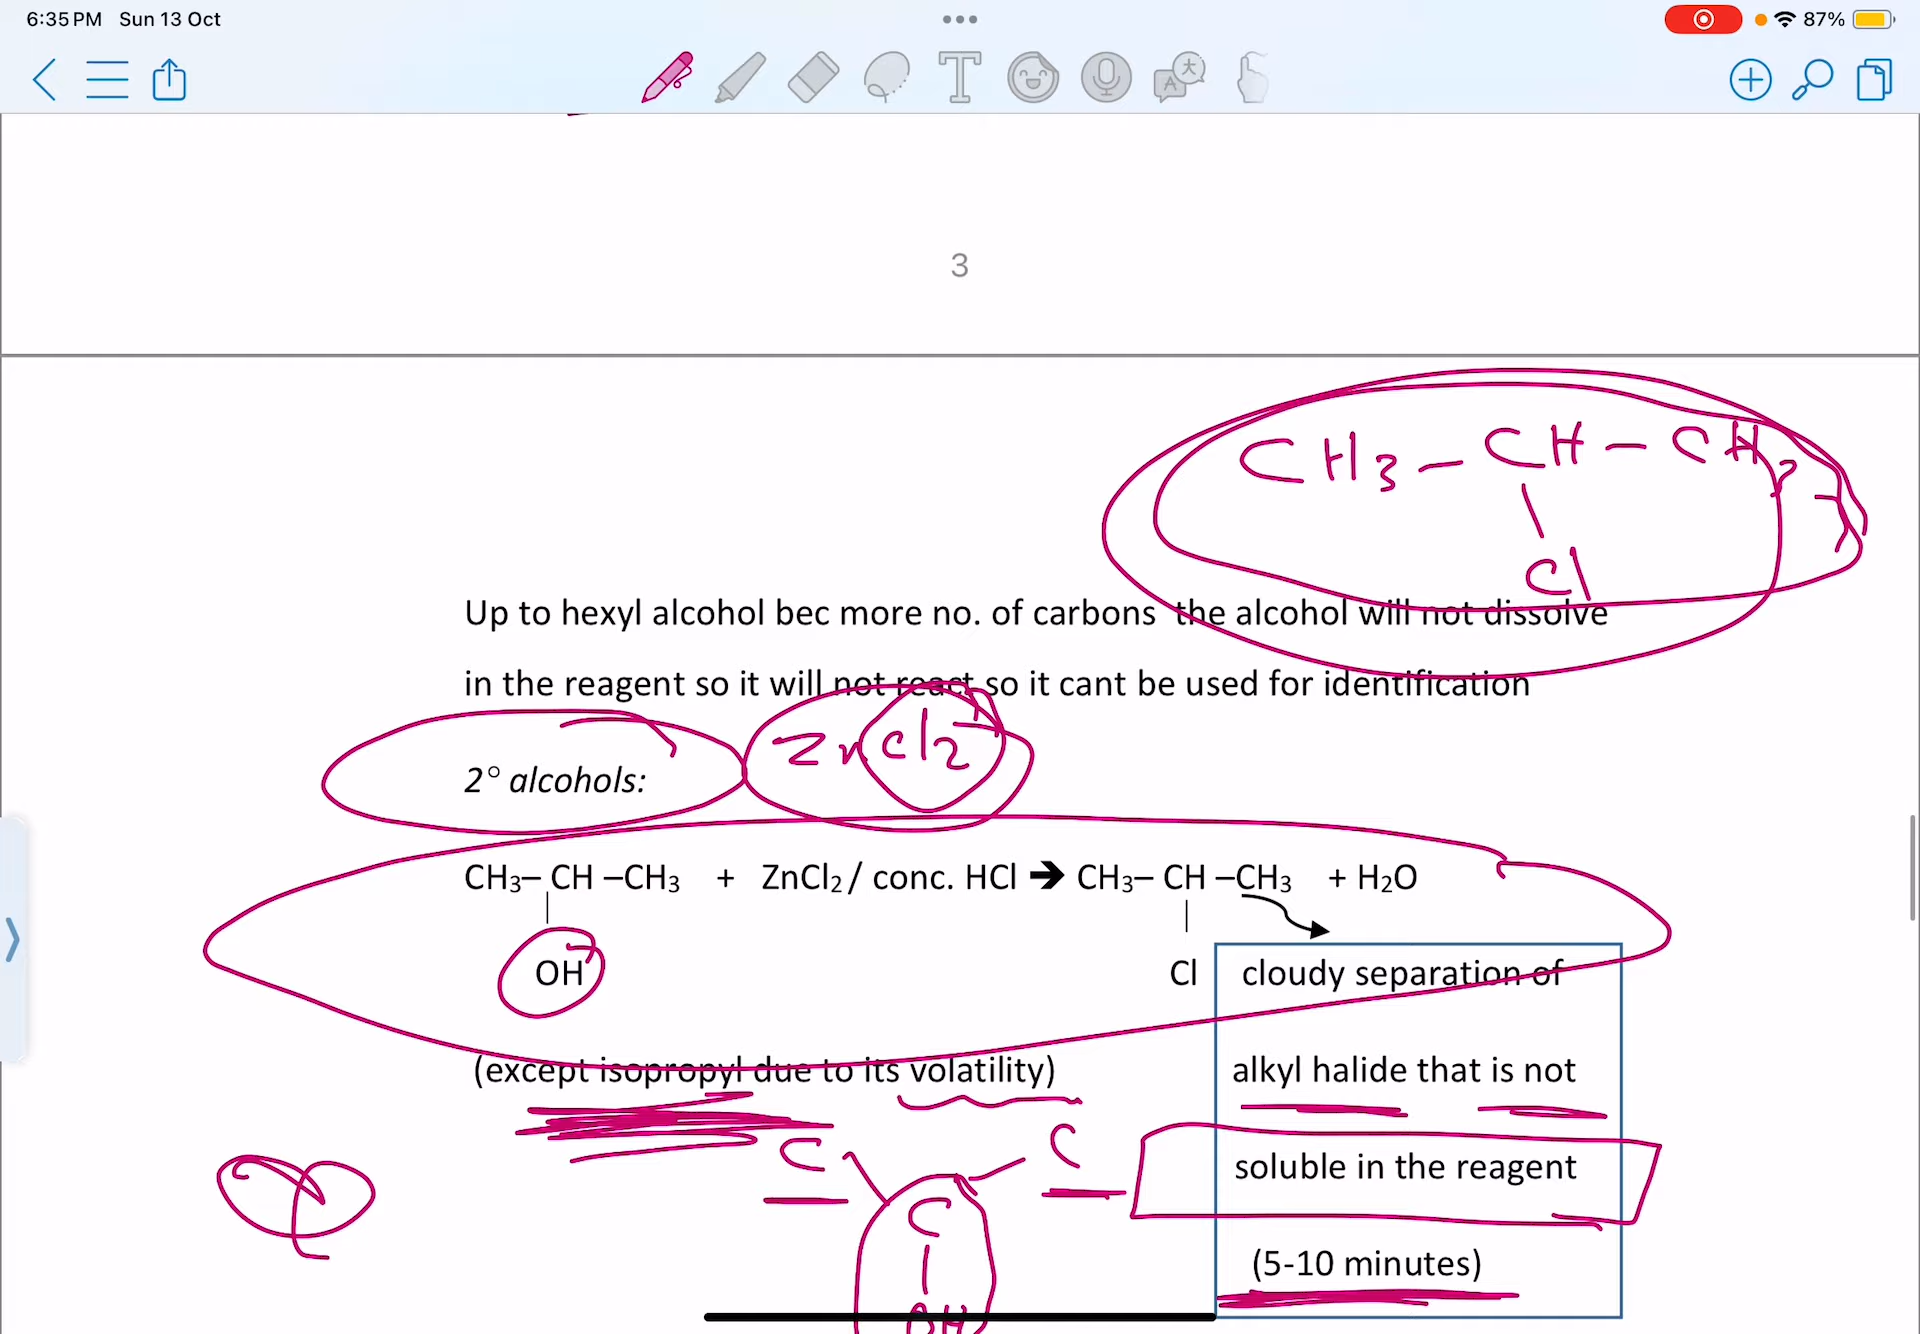 6:35 PM Sun 13 Oct
87%
3
CH3 - CH - CH3
Cl
Up to hexyl alcohol bec more no. of carbons the alcohol will not dissolve
in the reagent so it will not react so it cant be used for identification
ZnCl2
2° alcohols:
CH3– CH –CH3 + ZnCl2 / conc. HCl ➔ CH3– CH –CH3 + H2O
OH
Cl
cloudy separation of
(except isopropyl due to its volatility)
alkyl halide that is not
C
C
soluble in the reagent
C
(5-10 minutes)
OH